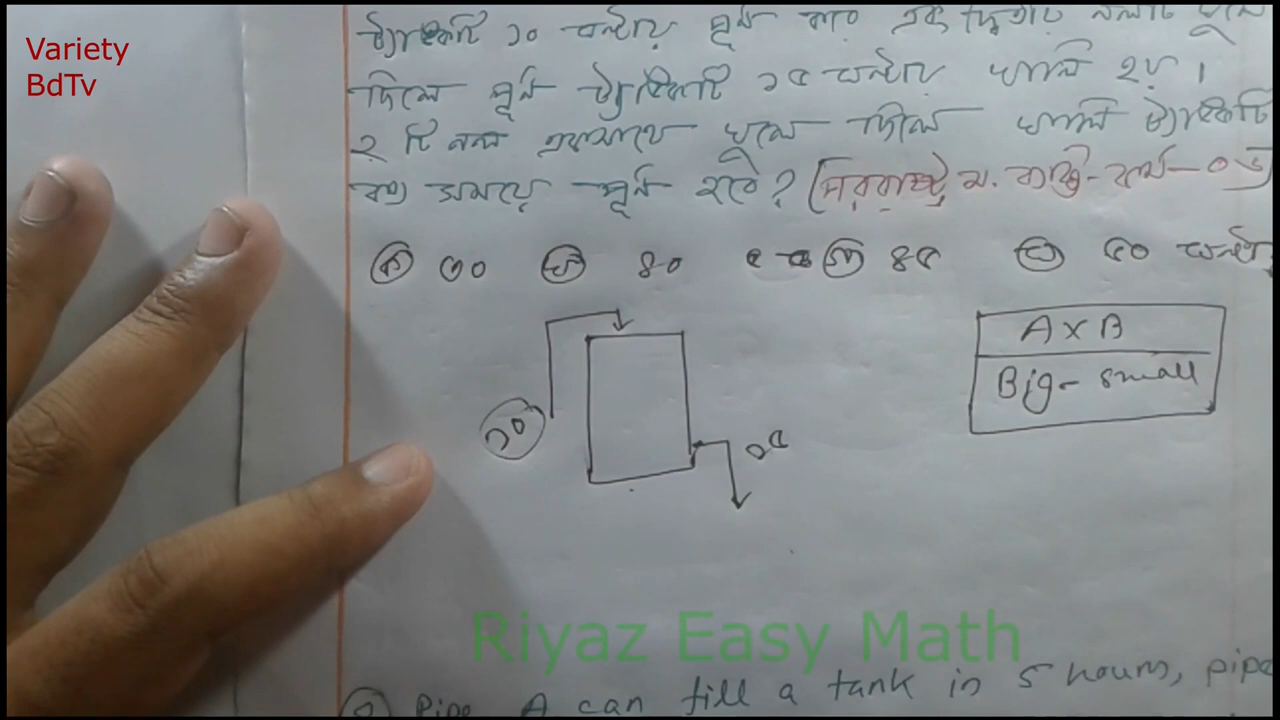 Variety
BdTv
ট্যাংকটি ১০ ঘন্টায় পূর্ন করে এবং দ্বিতীয় নলটি খুলে
দিলে পূর্ন ট্যাংকটি ১৫ ঘন্টায় খালি হয়।
২ টি নল একসাথে খুলে দিলে খালি ট্যাংকটি
কত সময়ে পূর্ন হবে?
ক ৩০ খ ৪০ গ ৪৫ ঘ ৫০ ঘন্টা
A × B
Big - small
১০
১৫
Riyaz Easy Math
Pipe A can fill a tank in 5 hours, pipe